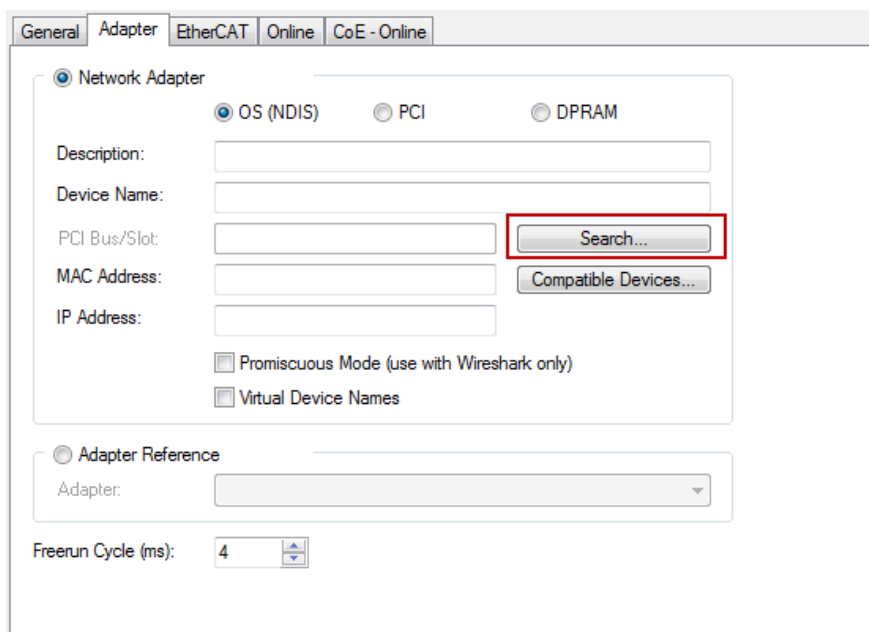 General Adapter EtherCAT Online CoE - Online
Network Adapter
OS (NDIS) PCI DPRAM
Description:
Device Name:
PCI Bus/Slot: Search...
MAC Address: Compatible Devices...
IP Address:
Promiscuous Mode (use with Wireshark only)
Virtual Device Names
Adapter Reference
Adapter:
Freerun Cycle (ms): 4